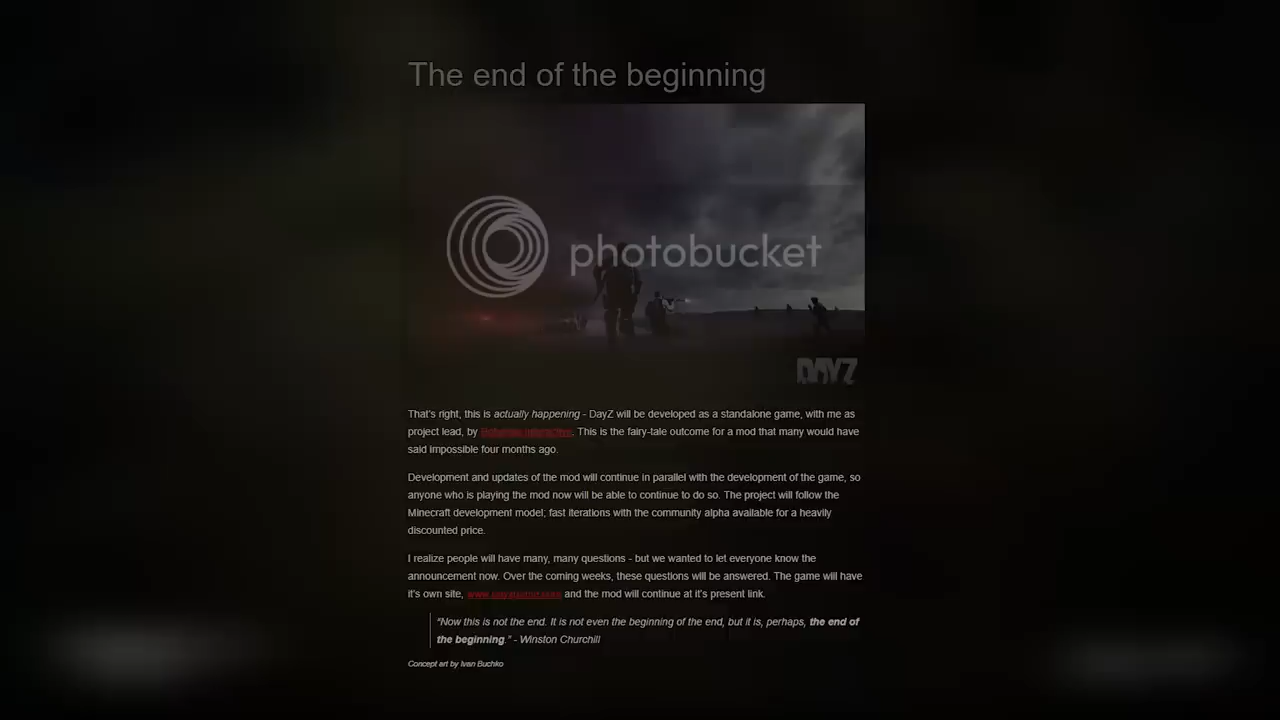 The end of the beginning
photobucket
DAYZ
That's right, this is actually happening - DayZ will be developed as a standalone game, with me as
project lead, by Bohemia Interactive. This is the fairy-tale outcome for a mod that many would have
said impossible four months ago.
Development and updates of the mod will continue in parallel with the development of the game, so
anyone who is playing the mod now will be able to continue to do so. The project will follow the
Minecraft development model; fast iterations with the community alpha available for a heavily
discounted price.
I realize people will have many, many questions - but we wanted to let everyone know the
announcement now. Over the coming weeks, these questions will be answered. The game will have
it's own site, and the mod will continue at it's present link.
"Now this is not the end. It is not even the beginning of the end, but it is, perhaps, the end of
the beginning." - Winston Churchill
Concept art by Ivan Buchko